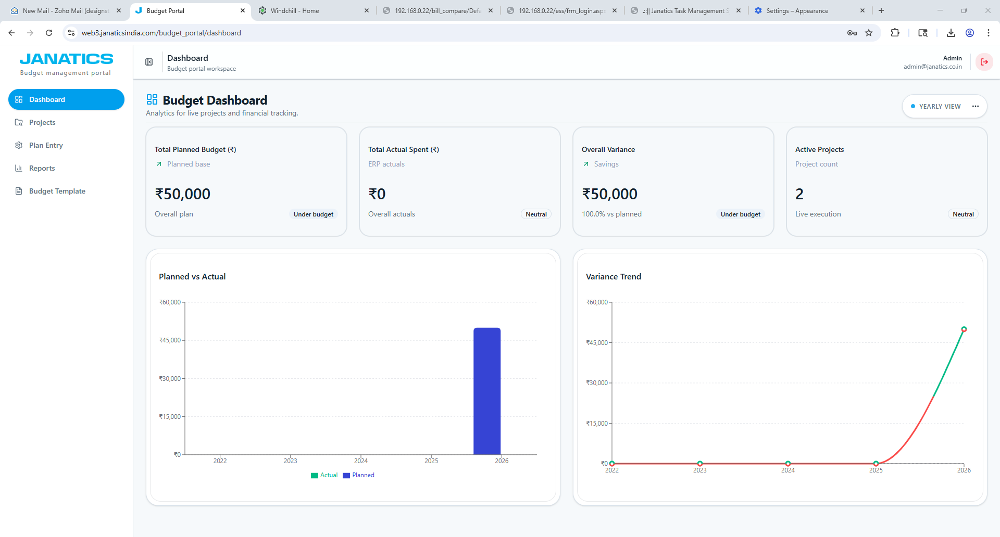 New Mail - Zoho Mail (designst
Budget Portal
Windchill - Home
192.168.0.22/bill_compare/Defa
192.168.0.22/ess/frm_login.aspx
.::|| Janatics Task Management S
Settings – Appearance
web3.janaticsindia.com/budget_portal/dashboard
JANATICS
Budget management portal
Dashboard
Projects
Plan Entry
Reports
Budget Template
Dashboard
Budget portal workspace
Admin
admin@janatics.co.in
Budget Dashboard
Analytics for live projects and financial tracking.
YEARLY VIEW
Total Planned Budget (₹)
Planned base
₹50,000
Overall plan
Under budget
Total Actual Spent (₹)
ERP actuals
₹0
Overall actuals
Neutral
Overall Variance
Savings
₹50,000
100.0% vs planned
Under budget
Active Projects
Project count
2
Live execution
Neutral
Planned vs Actual
₹60,000
₹45,000
₹30,000
₹15,000
₹0
2022 2023 2024 2025 2026
Actual Planned
Variance Trend
₹60,000
₹45,000
₹30,000
₹15,000
₹0
2022 2023 2024 2025 2026